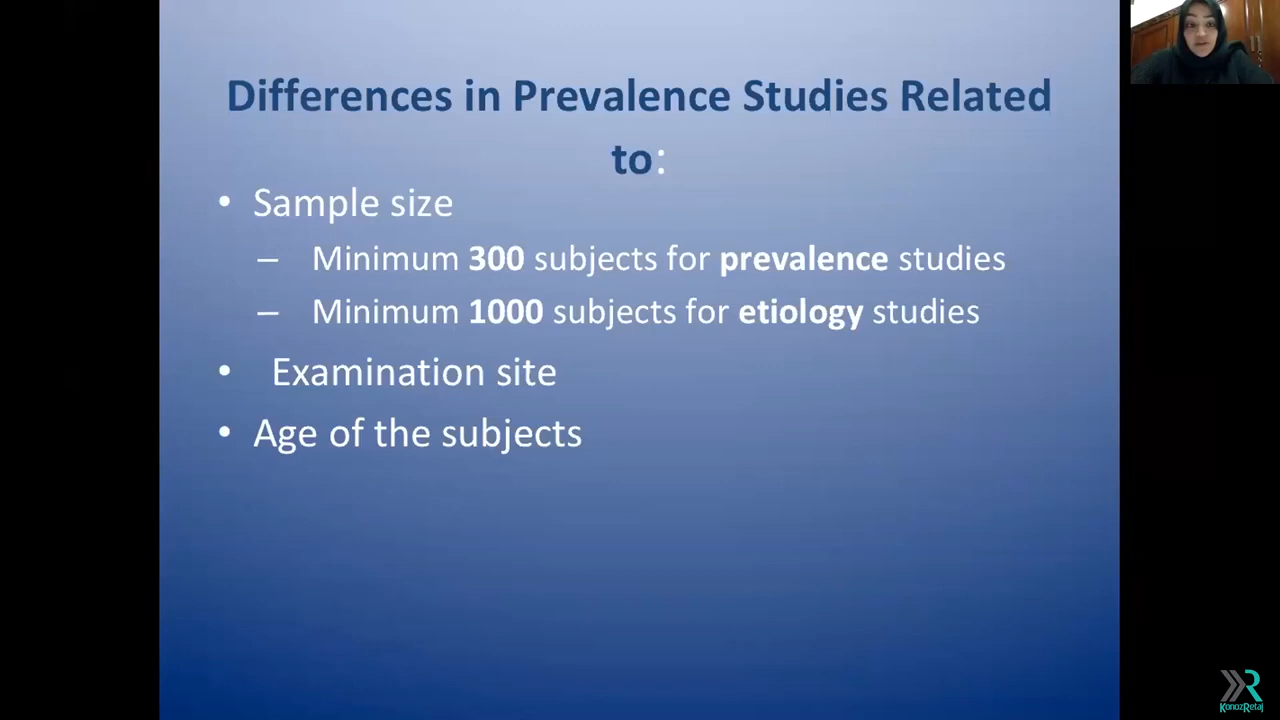 Differences in Prevalence Studies Related
to:
• Sample size
– Minimum 300 subjects for prevalence studies
– Minimum 1000 subjects for etiology studies
• Examination site
• Age of the subjects
KonozRetaj